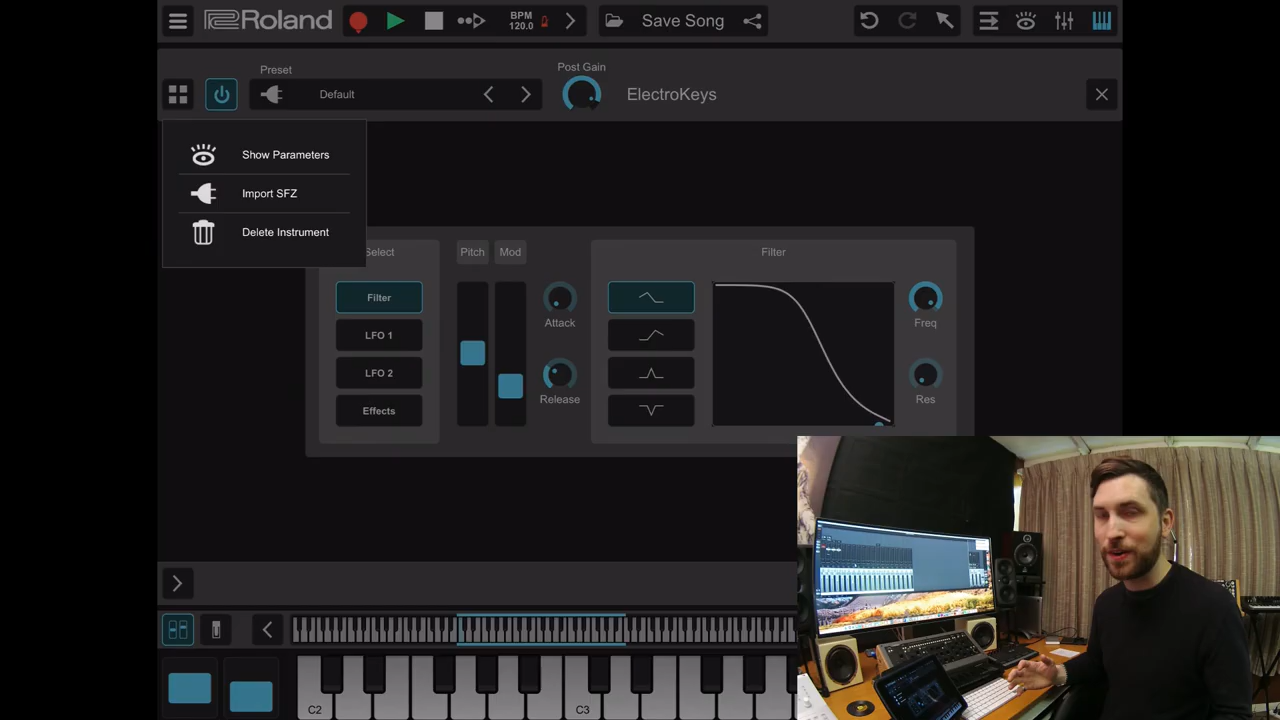 Roland
BPM
120.0
Save Song
Preset
Default
Post Gain
ElectroKeys
Show Parameters
Import SFZ
Delete Instrument
Select
Pitch
Mod
Filter
Filter
LFO 1
LFO 2
Effects
Attack
Release
Freq
Res
C2
C3